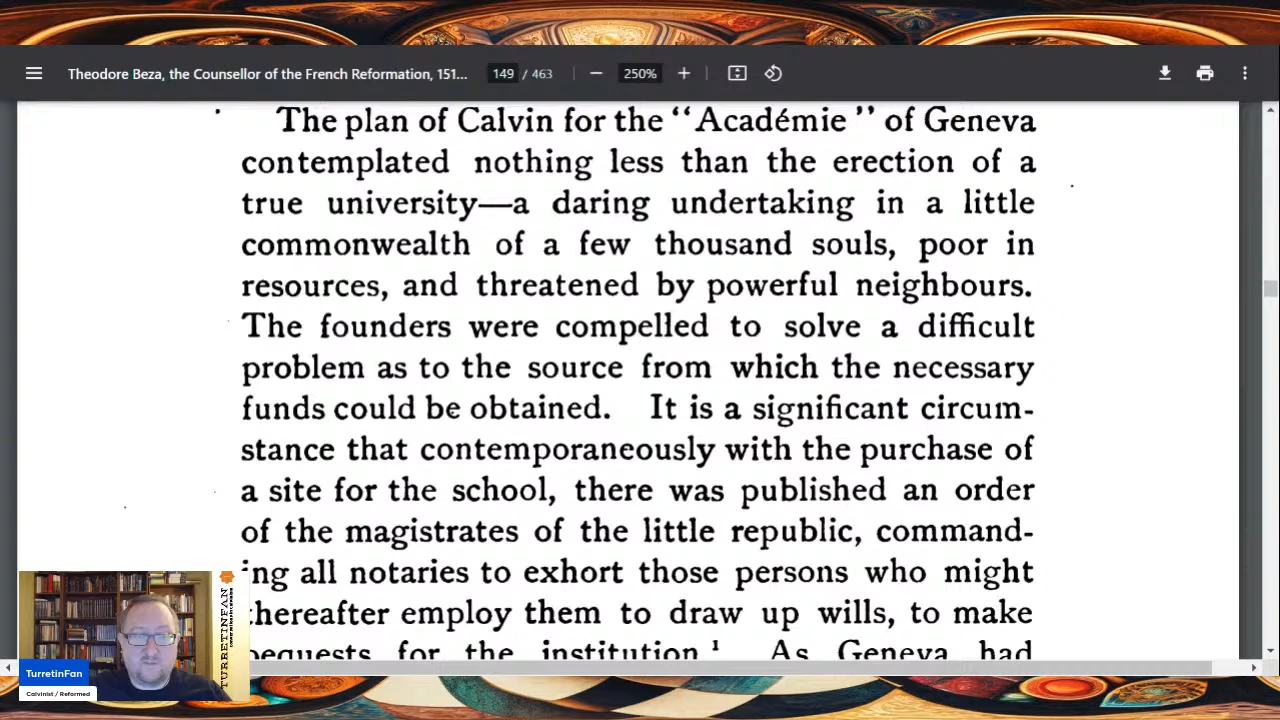 Theodore Beza, the Counsellor of the French Reformation, 151...
149 / 463
250%
The plan of Calvin for the “Académie” of Geneva
contemplated nothing less than the erection of a
true university—a daring undertaking in a little
commonwealth of a few thousand souls, poor in
resources, and threatened by powerful neighbours.
The founders were compelled to solve a difficult
problem as to the source from which the necessary
funds could be obtained. It is a significant circum-
stance that contemporaneously with the purchase of
a site for the school, there was published an order
of the magistrates of the little republic, command-
ing all notaries to exhort those persons who might
thereafter employ them to draw up wills, to make
bequests for the institution.¹ As Geneva had
TURRETINFAN
TurretinFan
Calvinist / Reformed